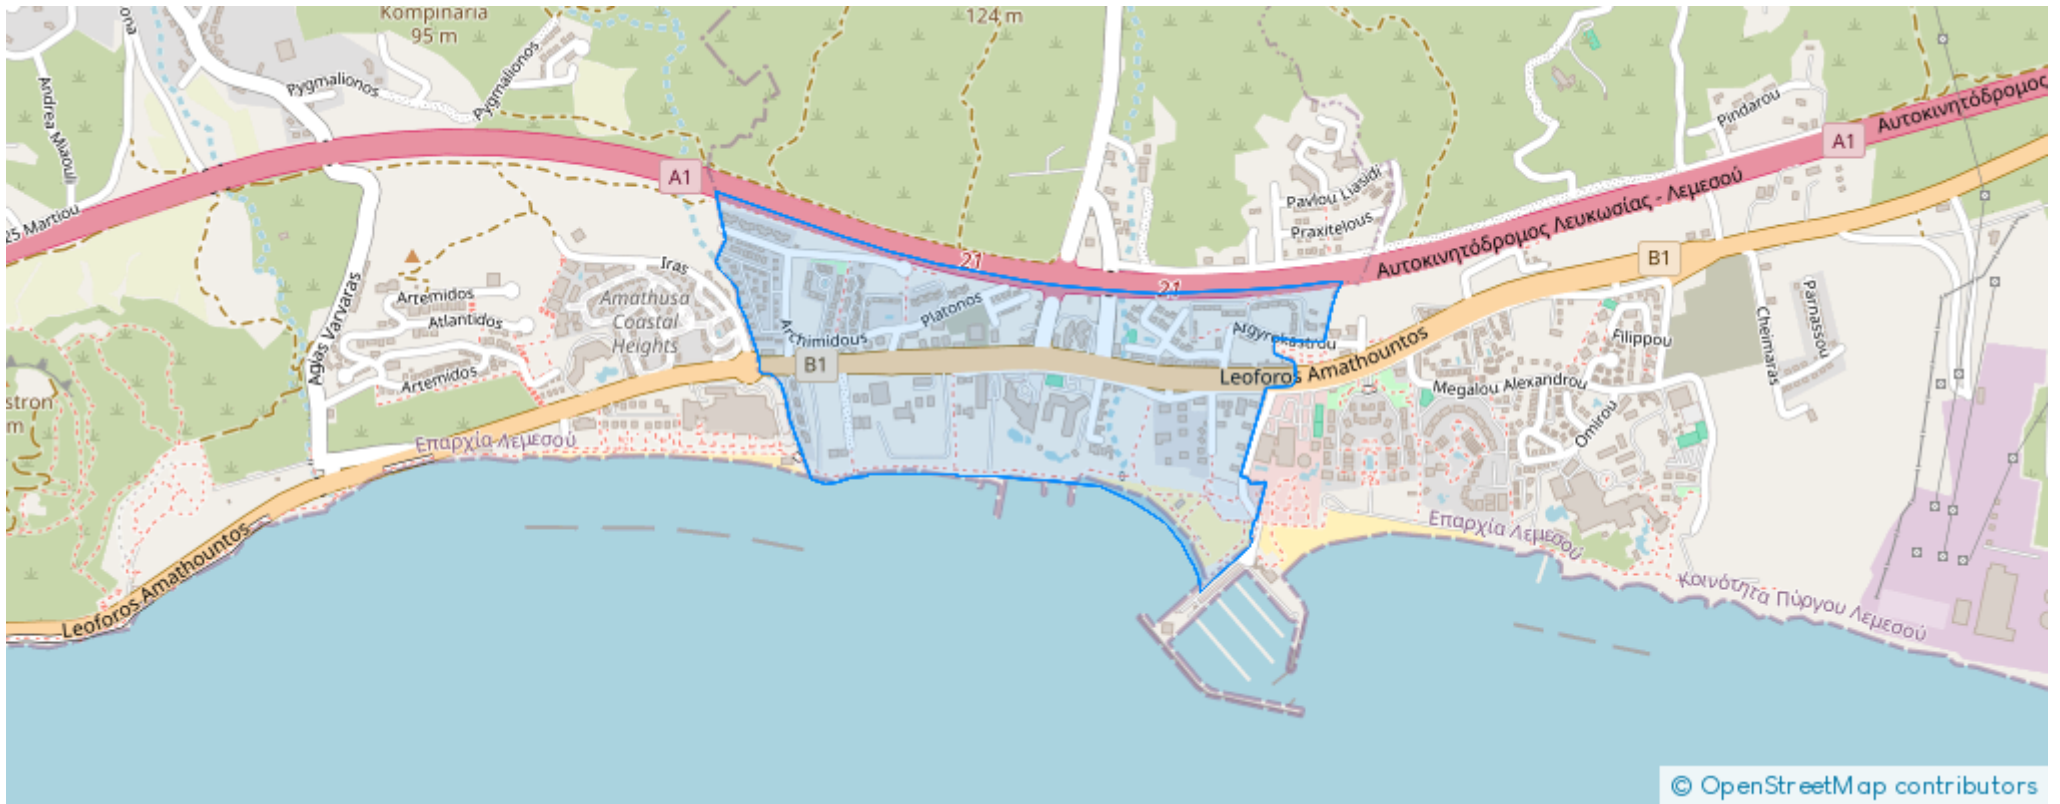 Kompinaria
95 m
124 m
ona
Pygmalionos
Pygmalionos
Andrea Miaouli
25 Martiou
A1
Pindarou
A1
Αυτοκινητόδρομος
Pavlou Liasidi
Praxitelous
Αυτοκινητόδρομος Λευκωσίας - Λεμεσού
B1
21
21
Iras
Amathusa
Coastal
Heights
Artemidos
Atlantidos
Artemidos
Agias Varvaras
Platonos
Archimidous
Argyrokastrou
B1
Leoforos Amathountos
Filippou
Megalou Alexandrou
Omirou
Cheimaras
Parnassou
stron
m
Επαρχία Λεμεσού
Leoforos Amathountos
Επαρχία Λεμεσού
Κοινότητα Πύργου Λεμεσού
© OpenStreetMap contributors